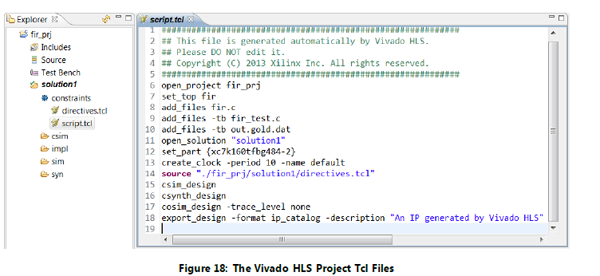 Explorer
fir_prj
Includes
Source
Test Bench
solution1
constraints
directives.tcl
script.tcl
csim
impl
sim
syn
script.tcl
1 ############################################################
2 ## This file is generated automatically by Vivado HLS.
3 ## Please DO NOT edit it.
4 ## Copyright (C) 2013 Xilinx Inc. All rights reserved.
5 ############################################################
6 open_project fir_prj
7 set_top fir
8 add_files fir.c
9 add_files -tb fir_test.c
10 add_files -tb out.gold.dat
11 open_solution "solution1"
12 set_part {xc7k160tfbg484-2}
13 create_clock -period 10 -name default
14 source "./fir_prj/solution1/directives.tcl"
15 csim_design
16 csynth_design
17 cosim_design -trace_level none
18 export_design -format ip_catalog -description "An IP generated by Vivado HLS"
19
Figure 18: The Vivado HLS Project Tcl Files